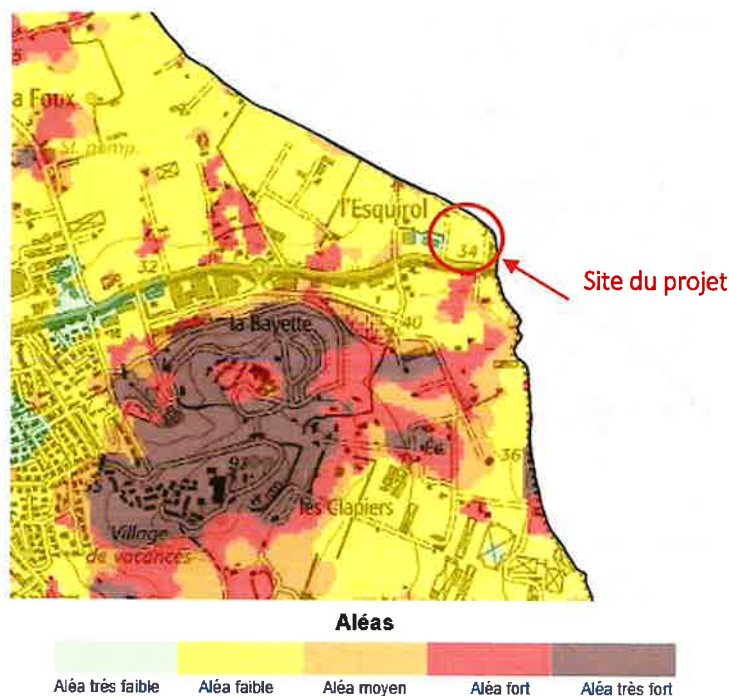 a Foux
St. pomp.
l'Esquirol
34
Site du projet
32
la Bayette
40
36
les Clapiers
Village
de vacances
Aléas
Aléa très faible Aléa faible Aléa moyen Aléa fort Aléa très fort